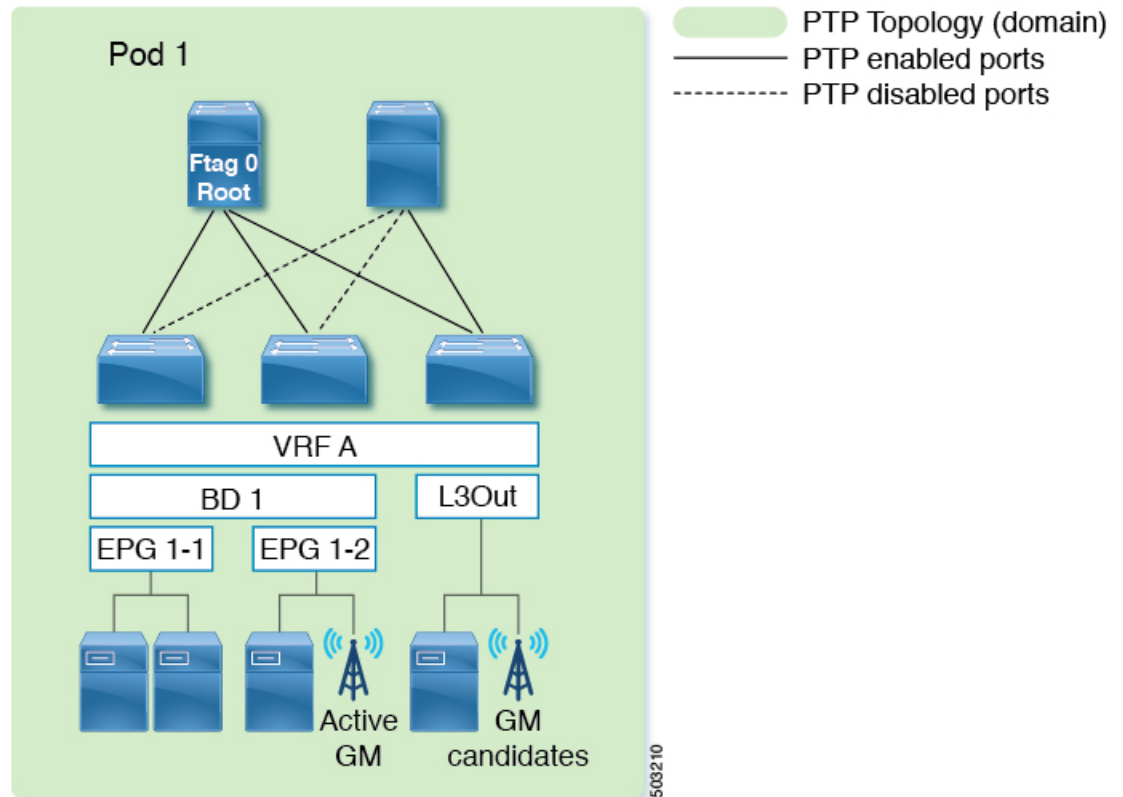 Pod 1
PTP Topology (domain)
PTP enabled ports
PTP disabled ports
Ftag 0
Root
VRF A
BD 1
L3Out
EPG 1-1
EPG 1-2
Active
GM
GM
candidates
503210